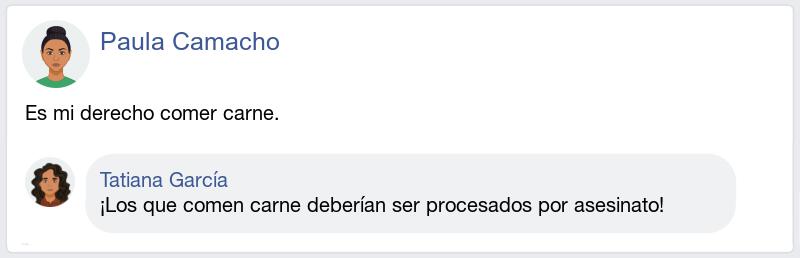 Paula Camacho
Es mi derecho comer carne.
Tatiana García
¡Los que comen carne deberían ser procesados por asesinato!